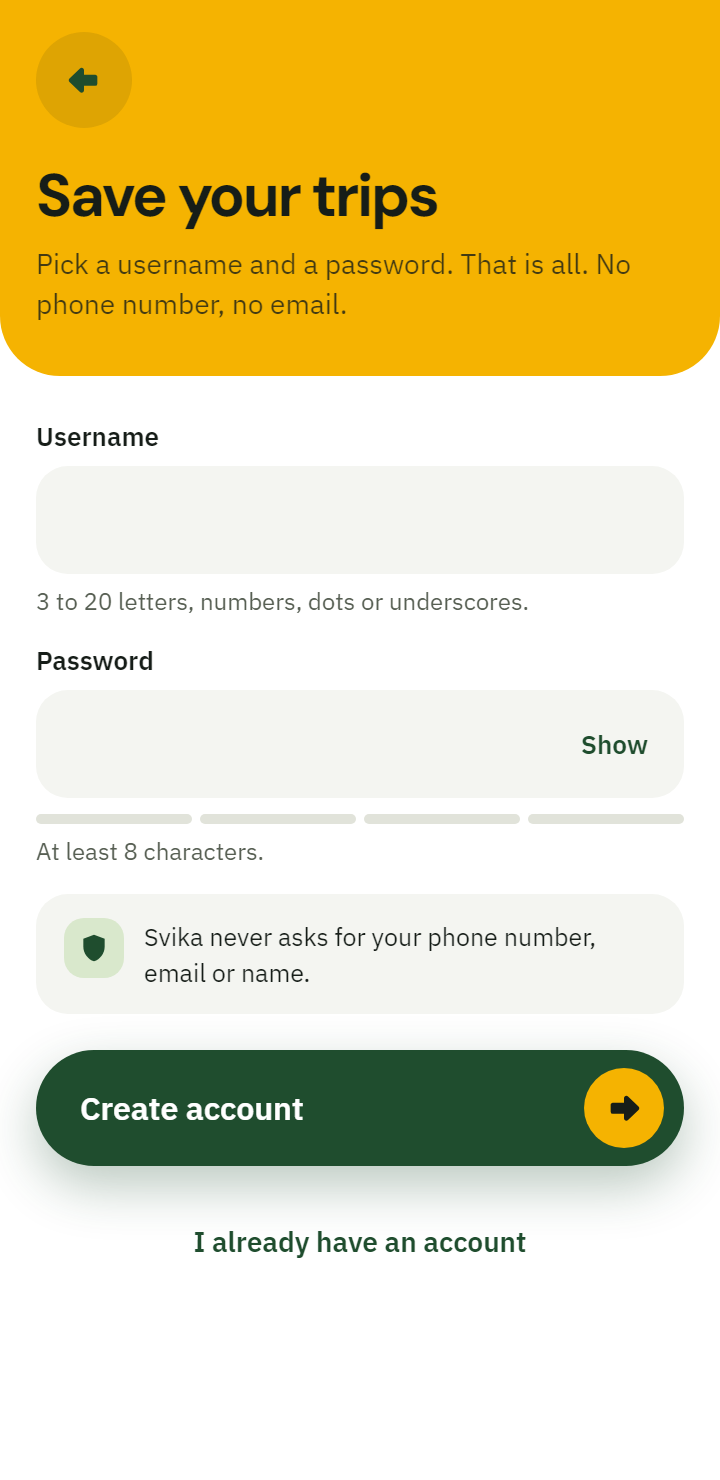 Save your trips
Pick a username and a password. That is all. No
phone number, no email.
Username
3 to 20 letters, numbers, dots or underscores.
Password
Show
At least 8 characters.
Svika never asks for your phone number,
email or name.
Create account
I already have an account